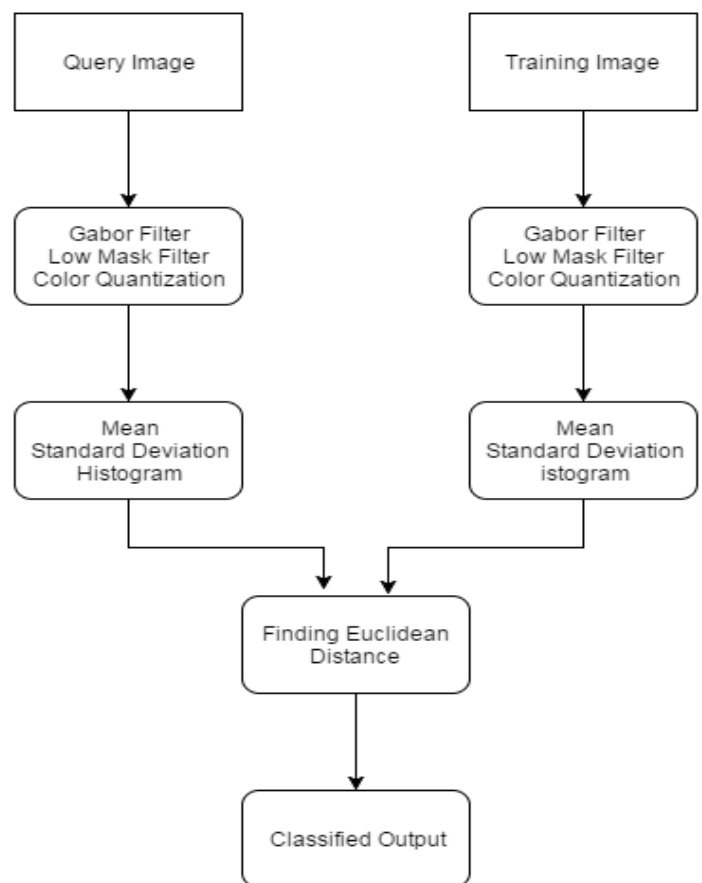 Query Image
Training Image
Gabor Filter
Low Mask Filter
Color Quantization
Gabor Filter
Low Mask Filter
Color Quantization
Mean
Standard Deviation
Histogram
Mean
Standard Deviation
istogram
Finding Euclidean
Distance
Classified Output